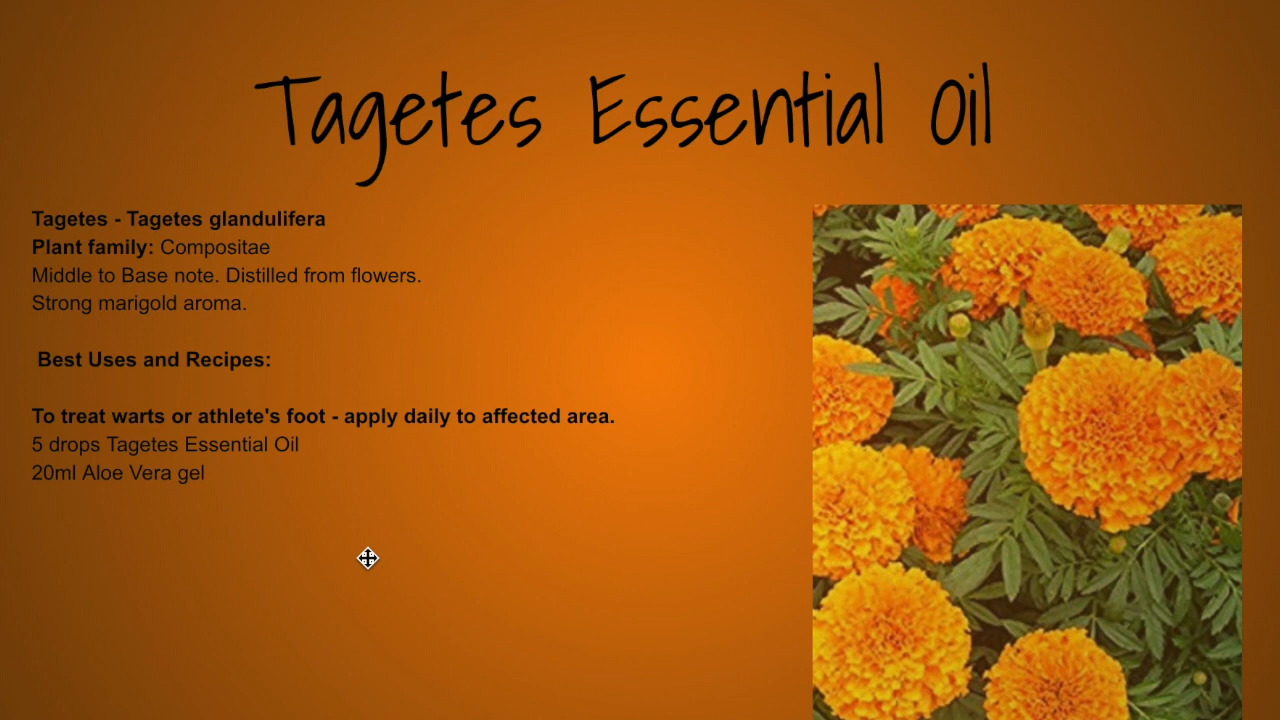 Tagetes Essential Oil
Tagetes - Tagetes glandulifera
Plant family: Compositae
Middle to Base note. Distilled from flowers.
Strong marigold aroma.
Best Uses and Recipes:
To treat warts or athlete's foot - apply daily to affected area.
5 drops Tagetes Essential Oil
20ml Aloe Vera gel